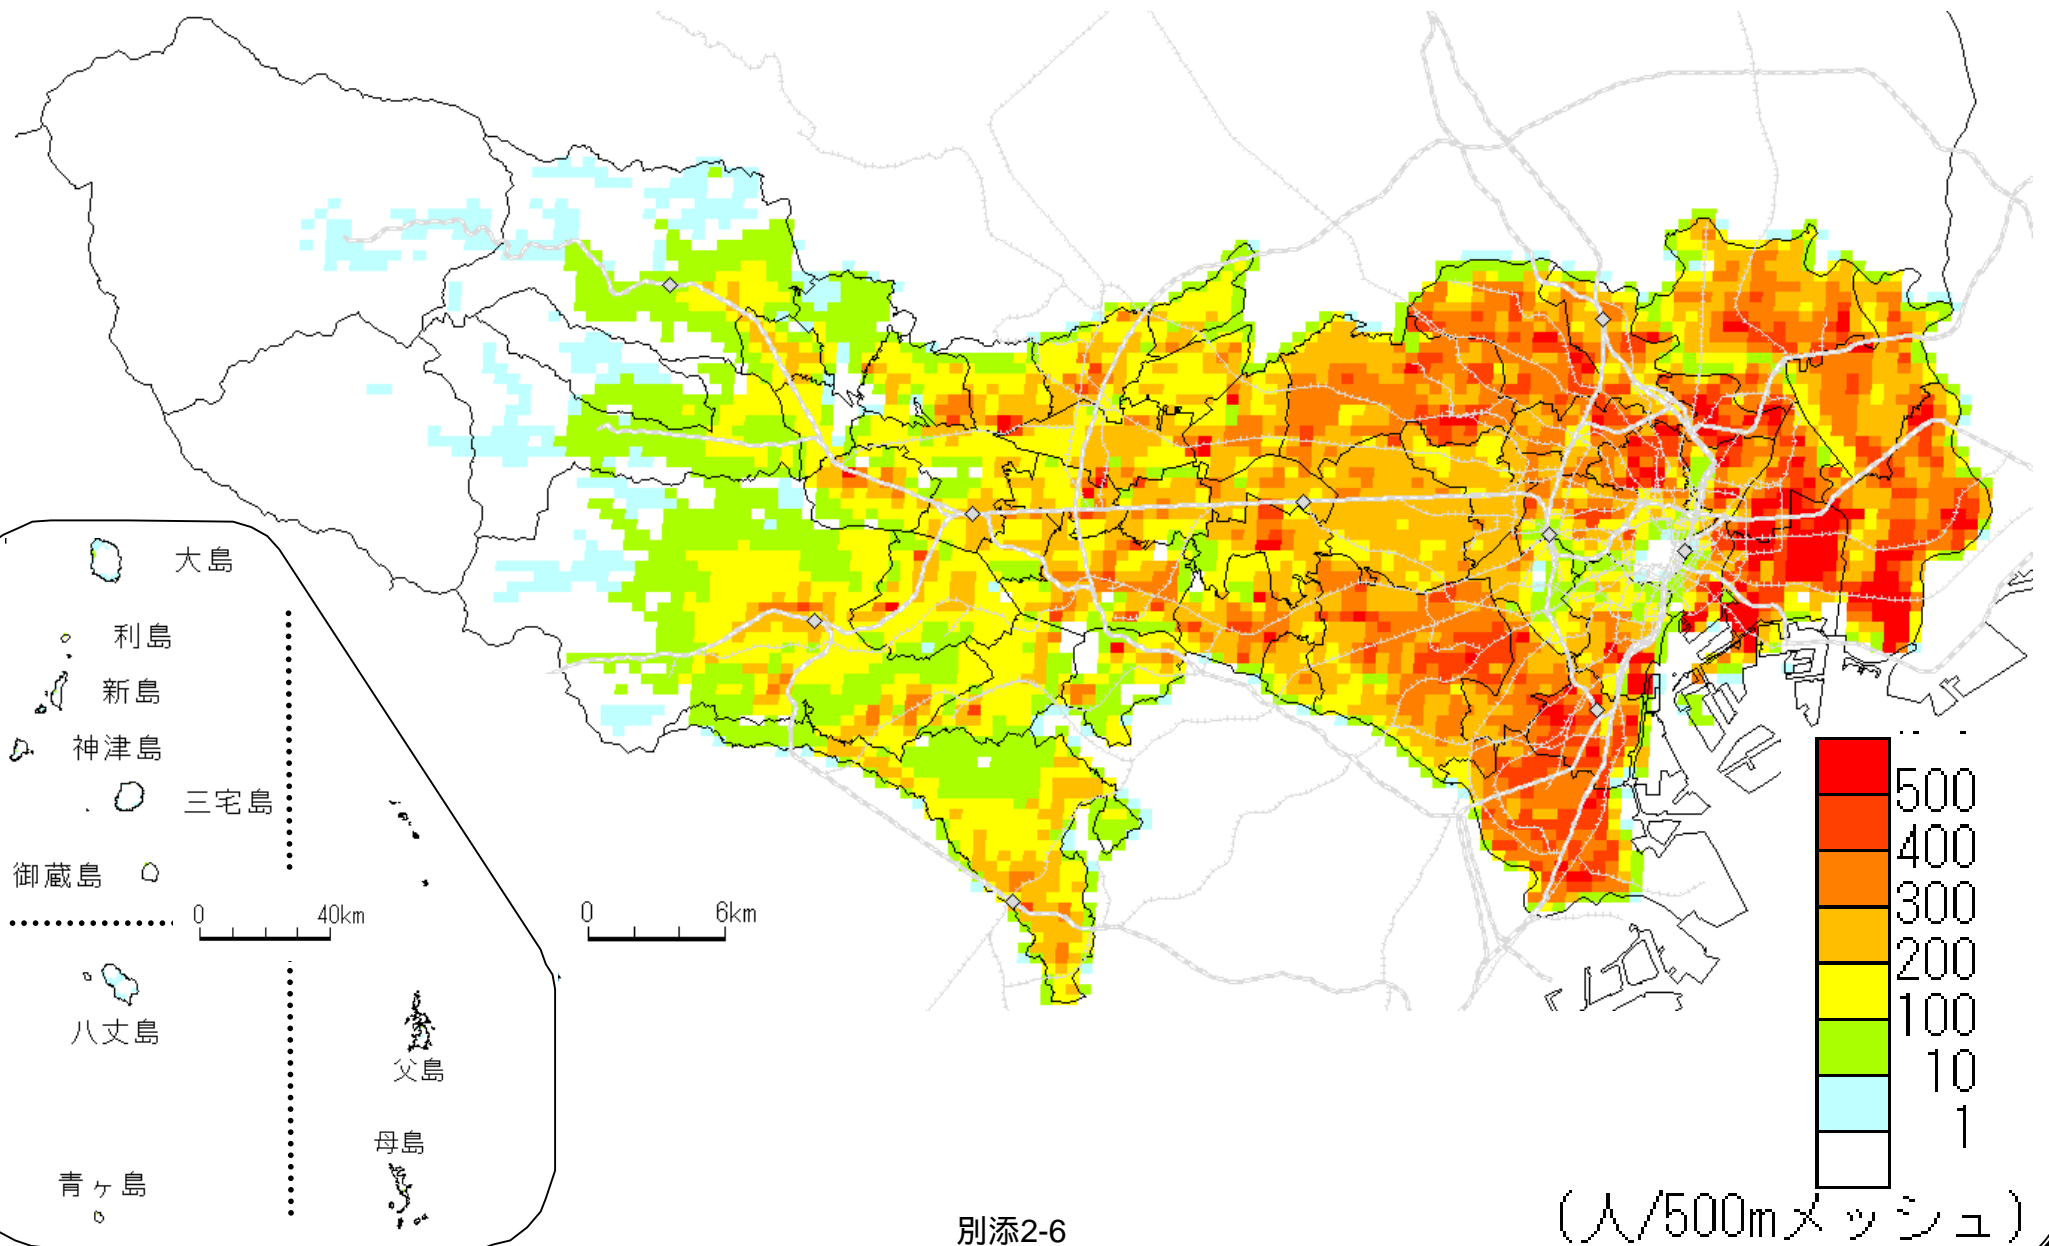 大島
利島
新島
神津島
三宅島
御蔵島
0 40km
0 6km
八丈島
父島
母島
青ヶ島
500
400
300
200
100
10
1
(人/500mメッシュ)
別添2-6